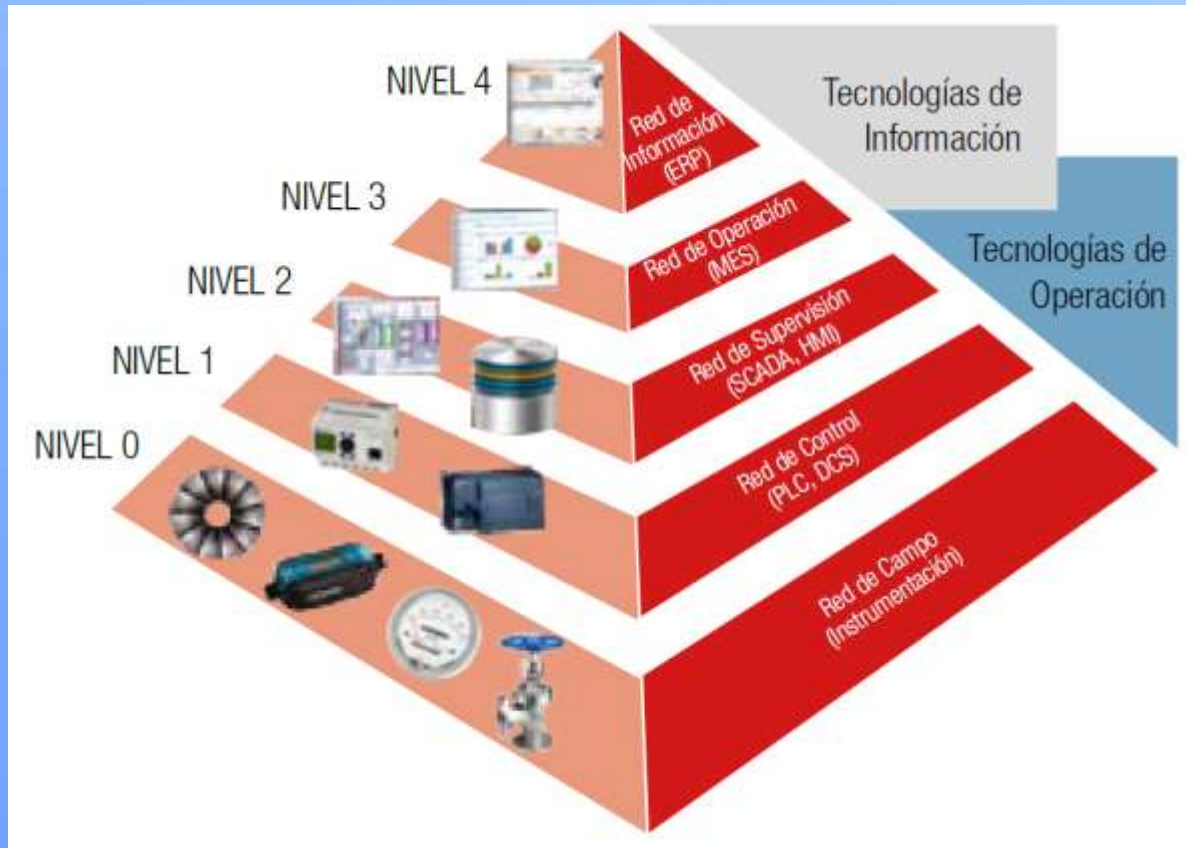 NIVEL 4
Red de
Información
(ERP)
Tecnologías de
Información
NIVEL 3
Red de Operación
(MES)
Tecnologías de
Operación
NIVEL 2
Red de Supervisión
(SCADA, HMI)
NIVEL 1
Red de Control
(PLC, DCS)
NIVEL 0
Red de Campo
(Instrumentación)